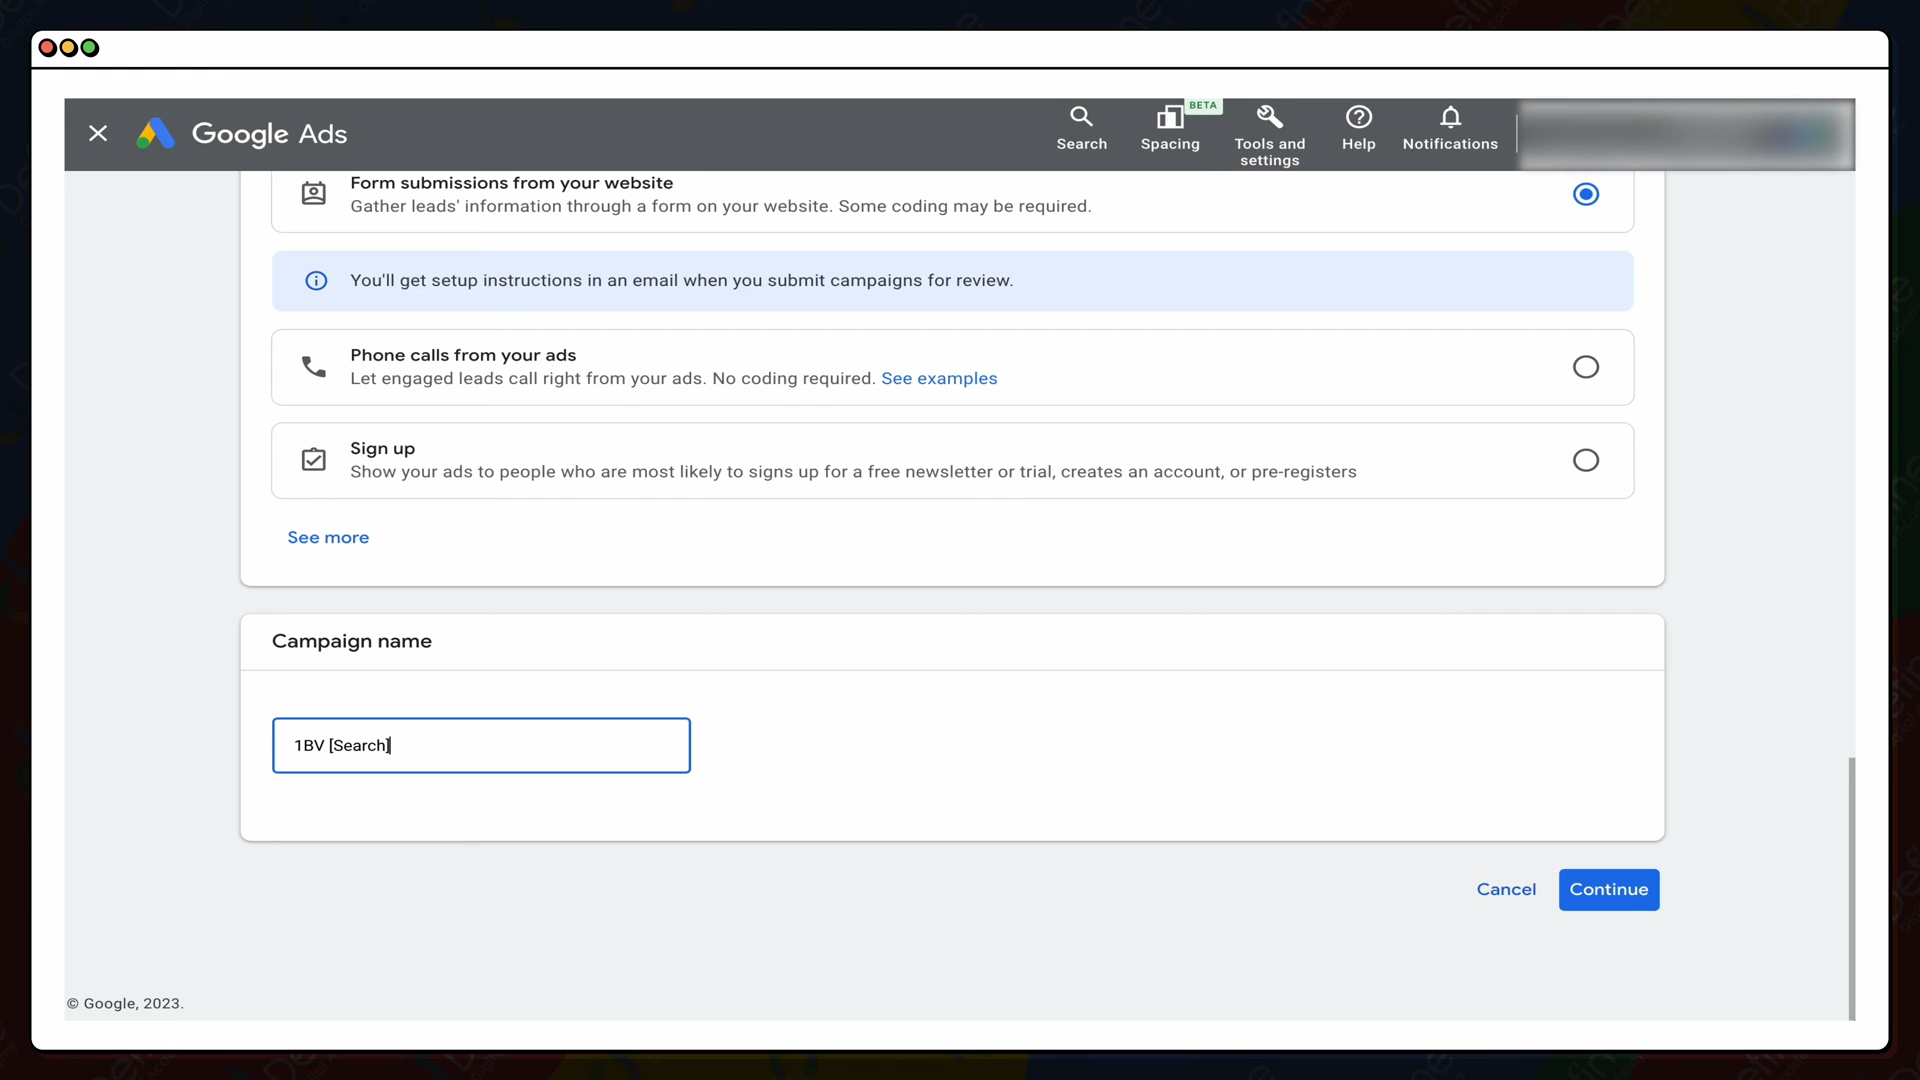 Google Ads
BETA
Search
Spacing
Tools and
settings
Help
Notifications
Form submissions from your website
Gather leads' information through a form on your website. Some coding may be required.
You'll get setup instructions in an email when you submit campaigns for review.
Phone calls from your ads
Let engaged leads call right from your ads. No coding required. See examples
Sign up
Show your ads to people who are most likely to signs up for a free newsletter or trial, creates an account, or pre-registers
See more
Campaign name
1BV [Search]
Cancel
Continue
© Google, 2023.